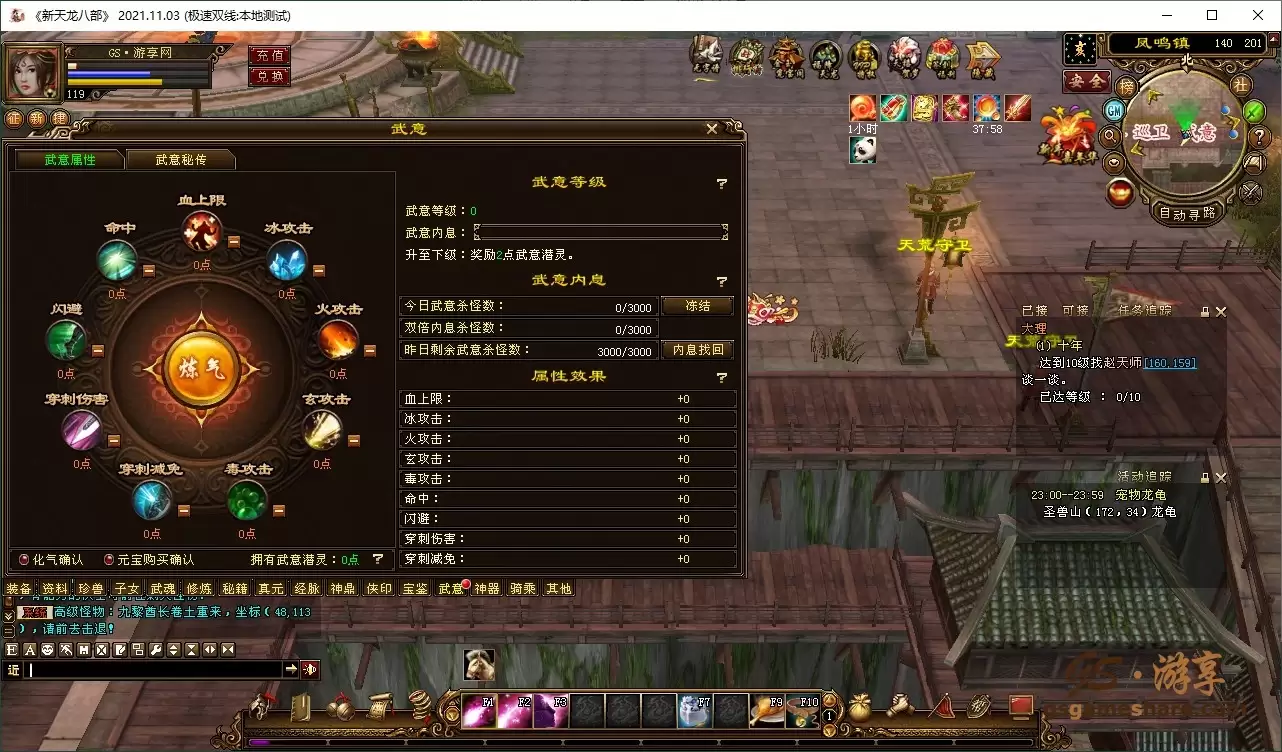 《新天龙八部》 2021.11.03 (极速双线:本地测试)
GS·游享网
充值
兑换
119
征 新 建
1小时
37:58
亥
凤鸣镇 140 201
北
安全
榜
社
GM
巡卫
自动寻路
天荒守卫
武意
武意属性 武意秘传
血上限
0点
命中
0点
冰攻击
0点
闪避
0点
火攻击
0点
炼气
穿刺伤害
0点
玄攻击
0点
穿刺减免
0点
毒攻击
0点
化气确认 元宝购买确认 拥有武意潜灵：0点 ?
武意等级 ?
武意等级：0
武意内息：
升至下级：奖励2点武意潜灵。
武意内息 ?
今日武意杀怪数： 0/3000 冻结
双倍内息杀怪数： 0/3000
昨日剩余武意杀怪数： 3000/3000 内息找回
属性效果 ?
血上限： +0
冰攻击： +0
火攻击： +0
玄攻击： +0
毒攻击： +0
命中： +0
闪避： +0
穿刺伤害： +0
穿刺减免： +0
装备 资料 珍兽 子女 武魂 修炼 秘籍 真元 经脉 神鼎 侠印 宝鉴 武意 神器 骑乘 其他
已接 可接 任务追踪
大理
(1)十年
达到10级找赵天师[160,159]
谈一谈。
已达等级 : 0/10
活动追踪
23:00--23:59 宠物龙龟
圣兽山(172,34)龙龟
系统 高级怪物：九黎酋长卷土重来，坐标(48,113
)，请前去击退!
近
F1 F2 F3 F7 F9 F10
1
GS·游享